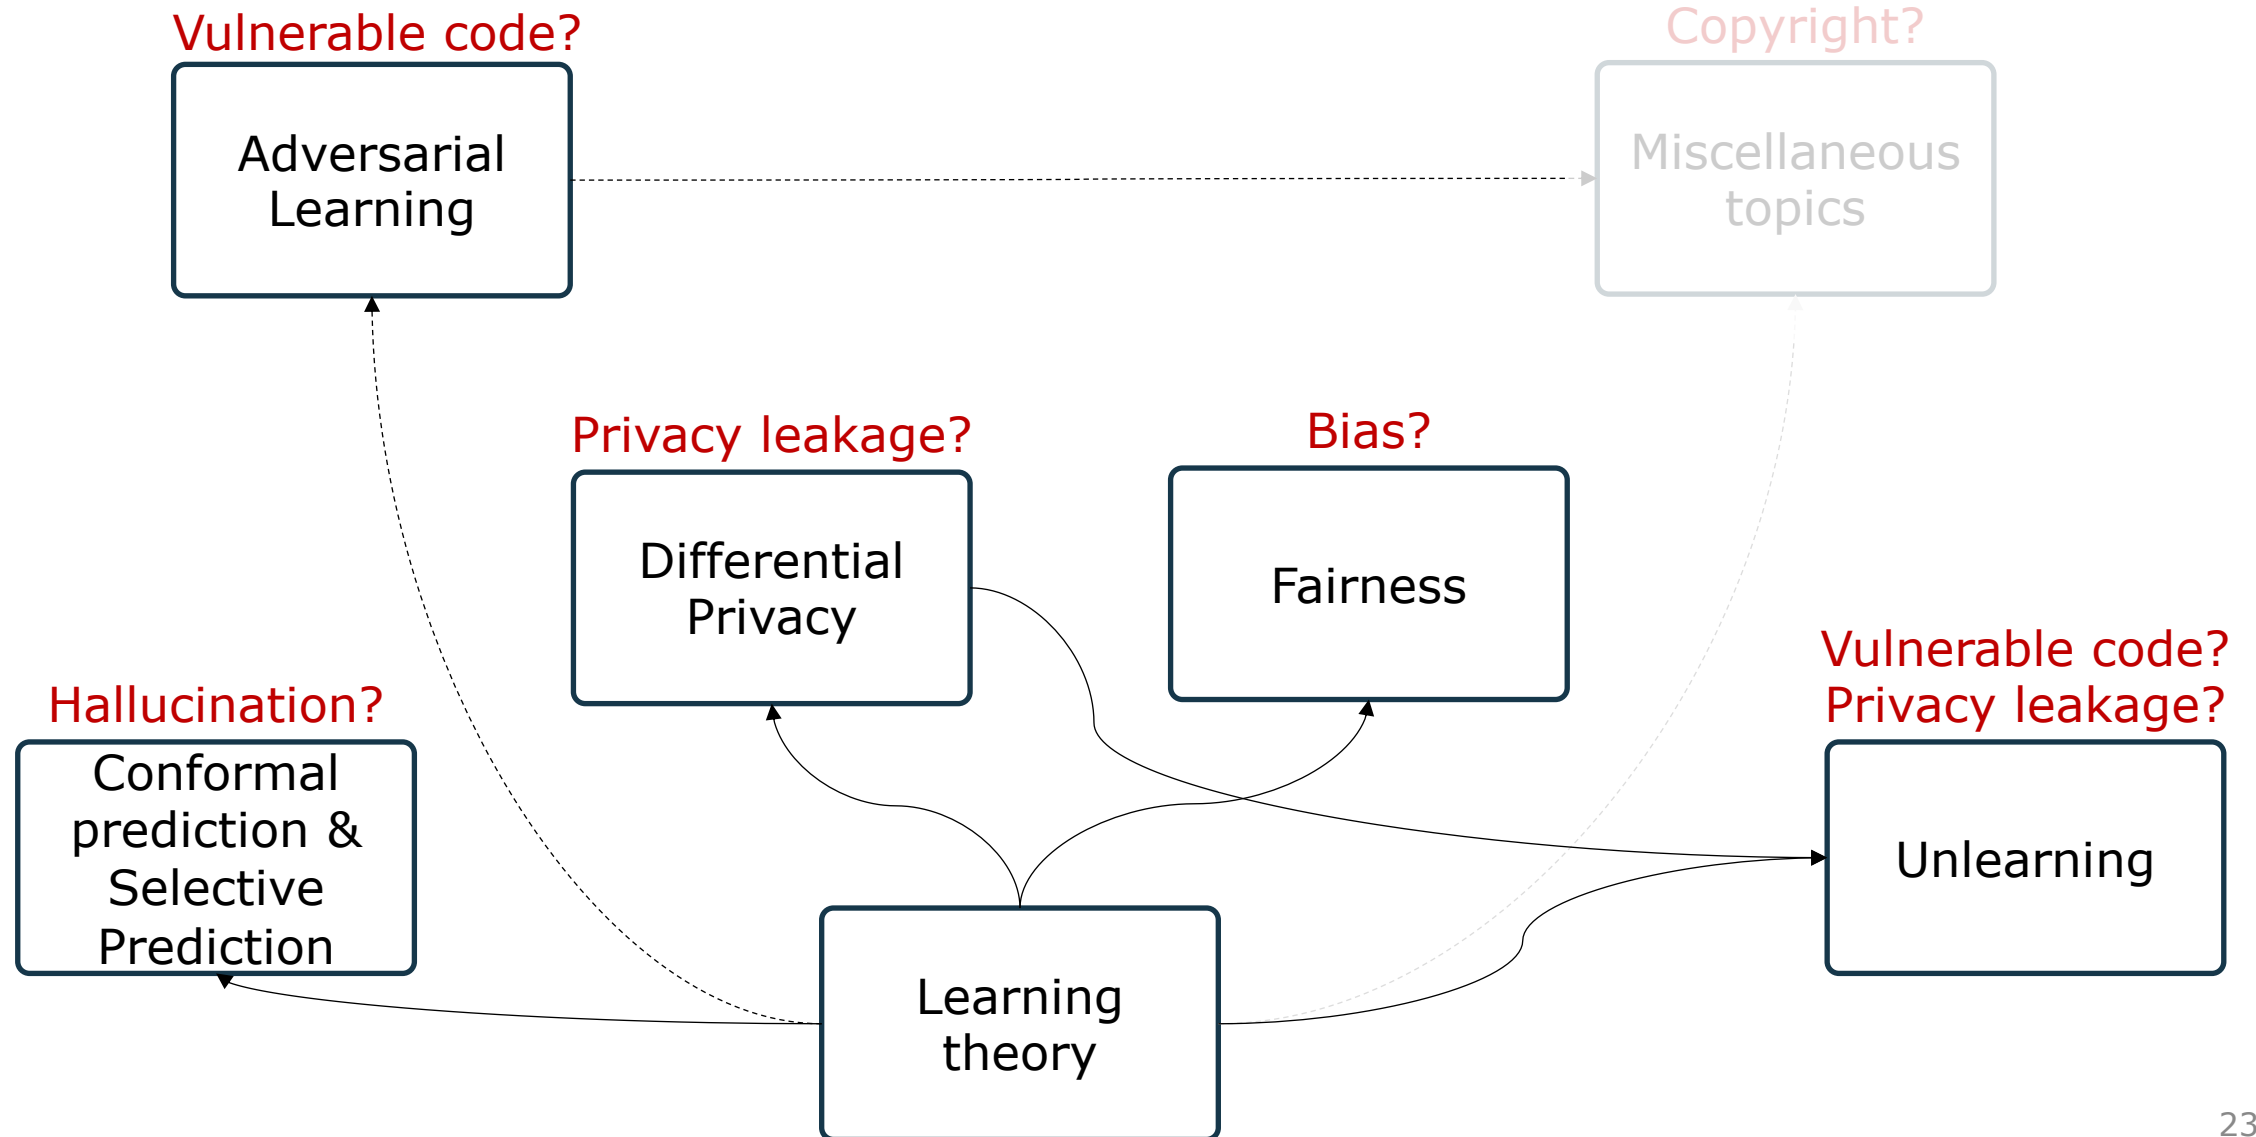 Vulnerable code?
Adversarial
Learning
Copyright?
Miscellaneous
topics
Privacy leakage?
Differential
Privacy
Bias?
Fairness
Hallucination?
Conformal
prediction &
Selective
Prediction
Vulnerable code?
Privacy leakage?
Unlearning
Learning
theory
23